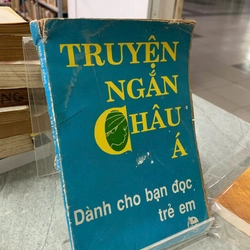 TRUYỆN
NGẮN
CHÂU
Á
Dành cho bạn đọc
trẻ em